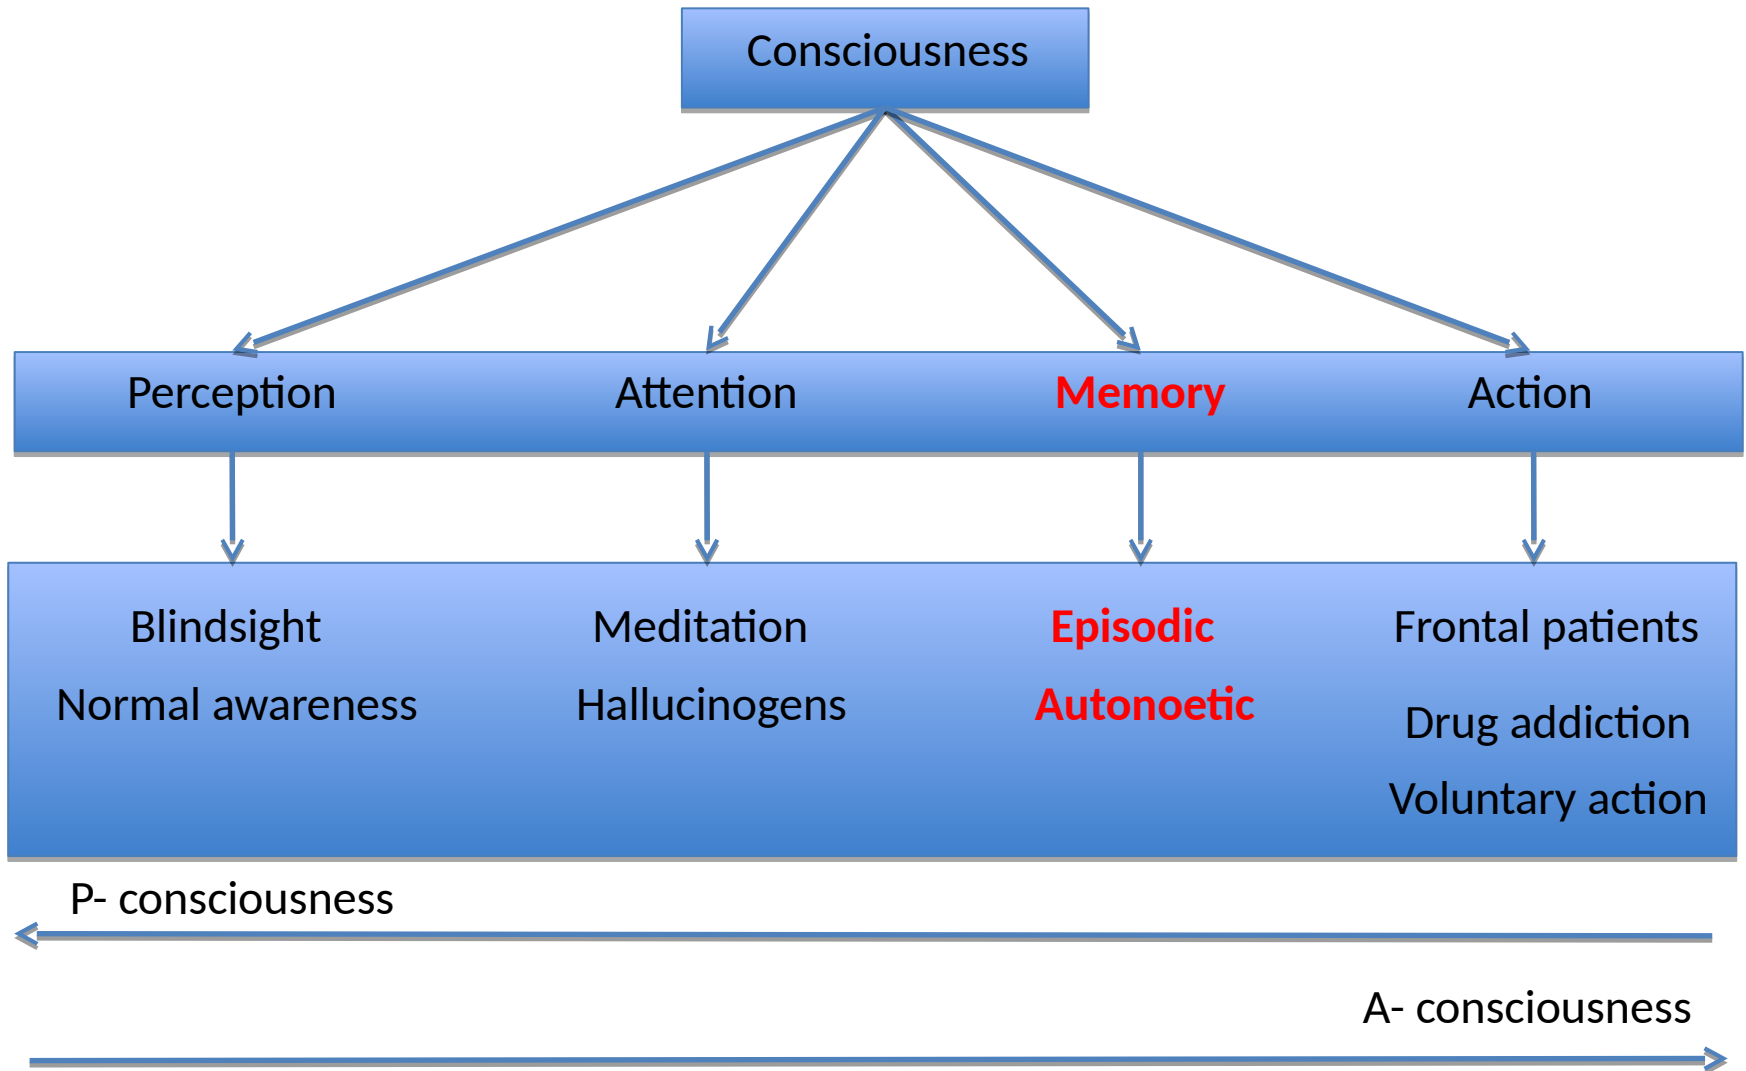 Consciousness
Perception Attention Memory Action
Blindsight Meditation Episodic Frontal patients
Normal awareness Hallucinogens Autonoetic
Drug addiction
Voluntary action
P- consciousness
A- consciousness